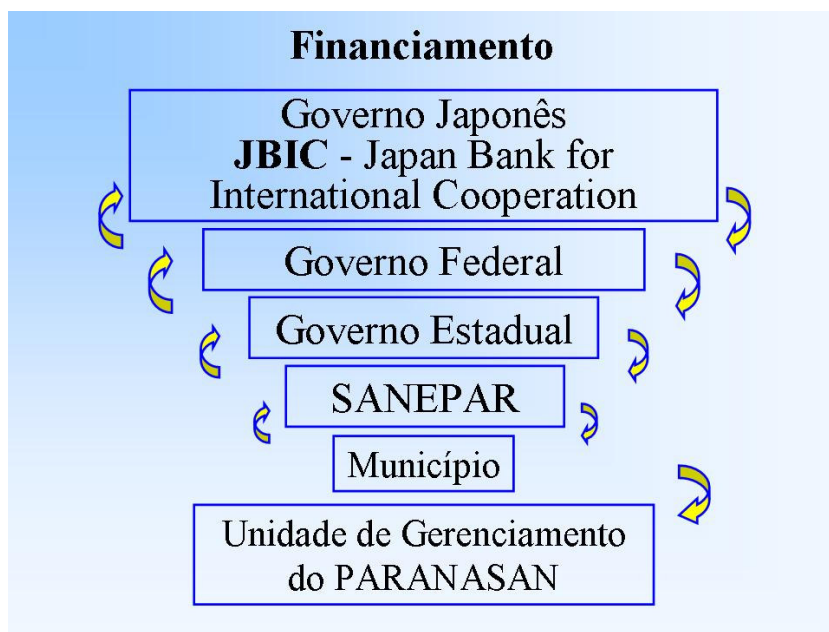 Financiamento
Governo Japonês
JBIC - Japan Bank for
International Cooperation
Governo Federal
Governo Estadual
SANEPAR
Município
Unidade de Gerenciamento
do PARANASAN